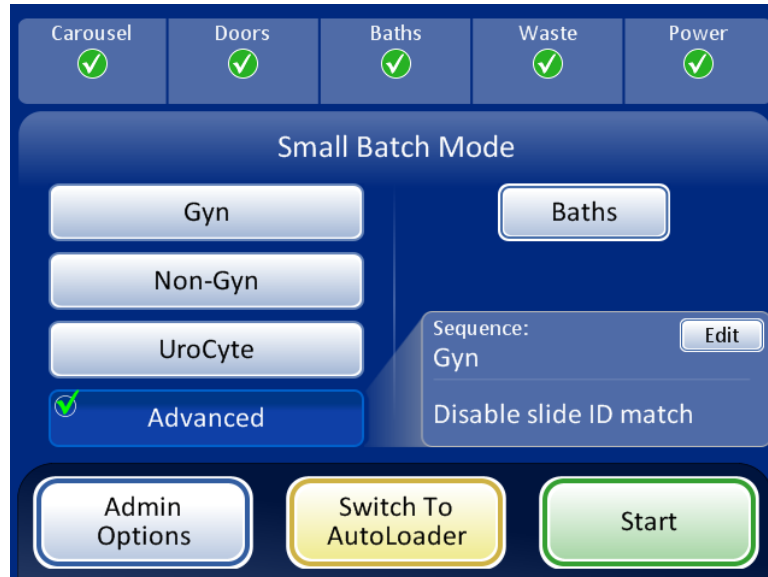 Carousel
Doors
Baths
Waste
Power
Small Batch Mode
Gyn
Non-Gyn
UroCyte
Advanced
Baths
Sequence:
Gyn
Edit
Disable slide ID match
Admin
Options
Switch To
AutoLoader
Start